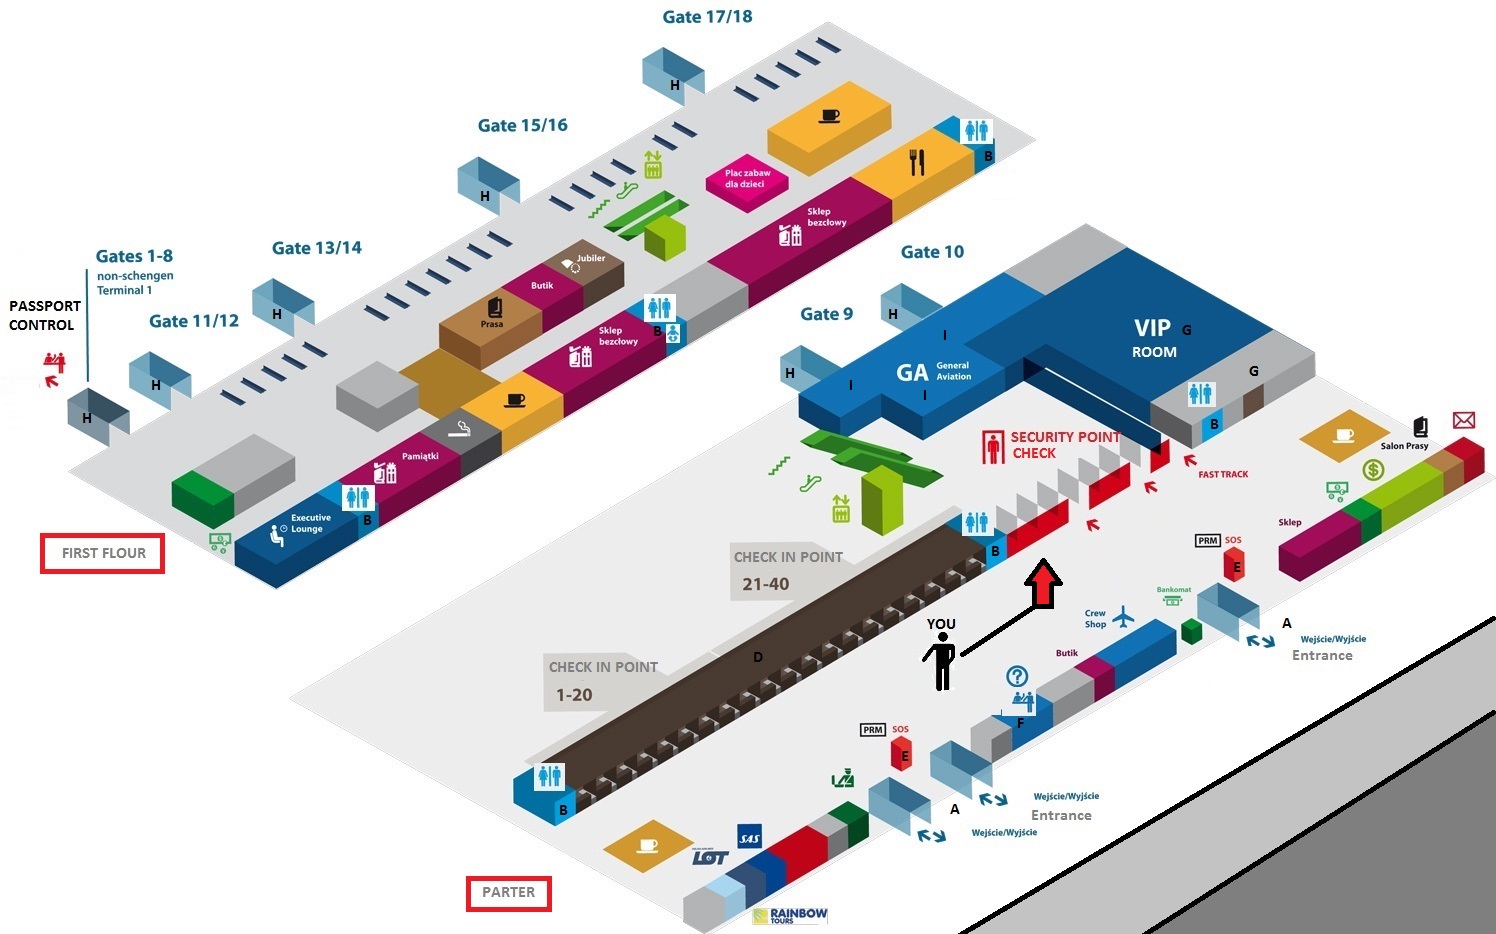 Gate 17/18
H
Gate 15/16
H
B
Plac zabaw
dla dzieci
Sklep
bezcłowy
Gate 13/14
H
Gates 1-8
non-schengen
Terminal 1
PASSPORT
CONTROL
H
Gate 11/12
H
Jubiler
Butik
Prasa
Sklep
bezcłowy
B
Pamiątki
B
Executive
Lounge
FIRST FLOUR
Gate 10
H
Gate 9
H
I
I
I
GA
General
Aviation
VIP
ROOM
G
G
B
SECURITY POINT
CHECK
FAST TRACK
Salon Prasy
Sklep
PRM
SOS
E
Bankomat
A
Wejście/Wyjście
Entrance
CHECK IN POINT
21-40
B
YOU
Crew
Shop
Butik
CHECK IN POINT
1-20
D
F
PRM
SOS
E
A
Wejście/Wyjście
Entrance
Wejście/Wyjście
B
SAS
LOT
PARTER
RAINBOW
TOURS